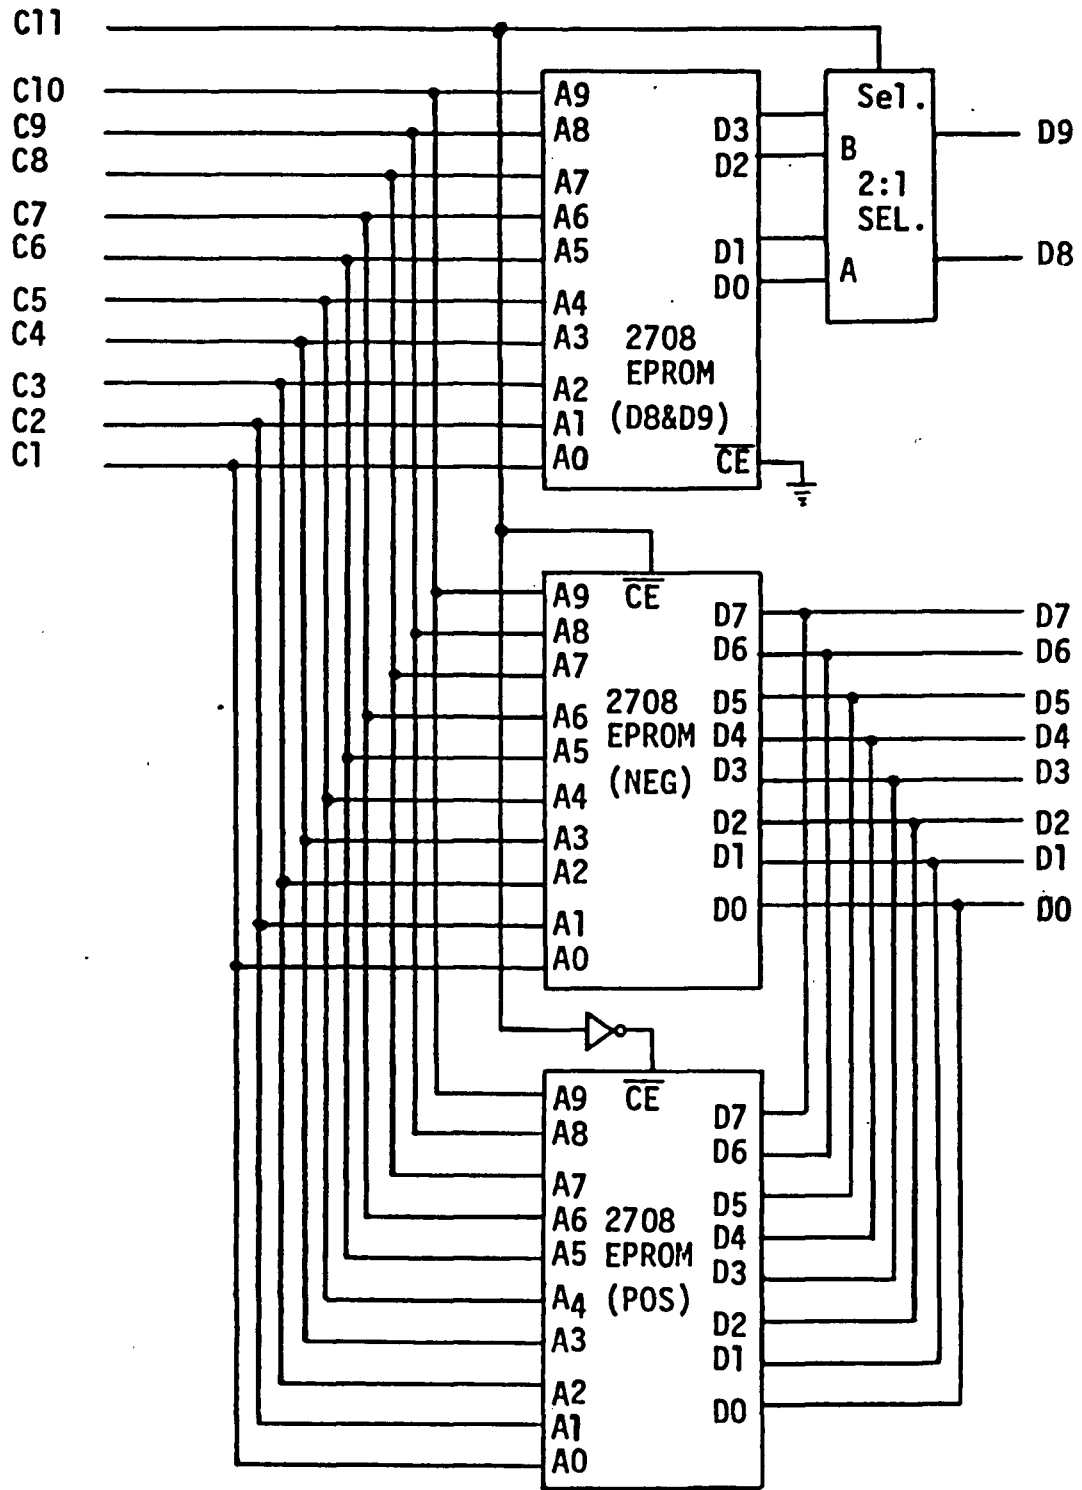 C11
C10
C9
C8
C7
C6
C5
C4
C3
C2
C1
A9
A8
A7
A6
A5
A4
A3
A2
A1
A0
D3
D2
D1
D0
2708
EPROM
(D8&D9)
CE
Sel.
B
2:1
SEL.
A
D9
D8
CE
A9
A8
A7
A6
A5
A4
A3
A2
A1
A0
2708
EPROM
(NEG)
D7
D6
D5
D4
D3
D2
D1
D0
D7
D6
D5
D4
D3
D2
D1
D0
CE
A9
A8
A7
A6
A5
A4
A3
A2
A1
A0
2708
EPROM
(POS)
D7
D6
D5
D4
D3
D2
D1
D0